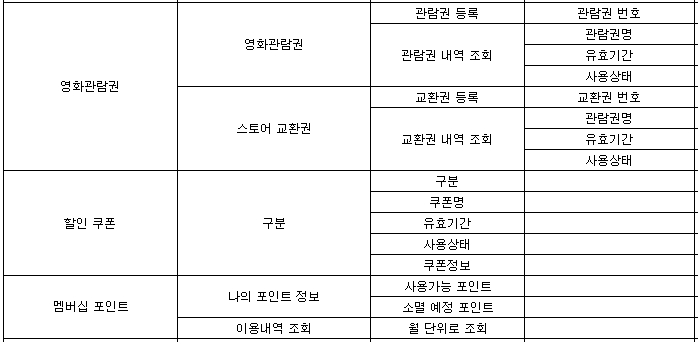 관람권 등록 관람권 번호
영화관람권
관람권명
관람권 내역 조회 유효기간
사용상태
영화관람권
교환권 등록 교환권 번호
스토어 교환권
관람권명
교환권 내역 조회 유효기간
사용상태
구분
쿠폰명
할인 쿠폰 구분 유효기간
사용상태
쿠폰정보
멤버십 포인트
나의 포인트 정보
사용가능 포인트
소멸 예정 포인트
이용내역 조회 월 단위로 조회